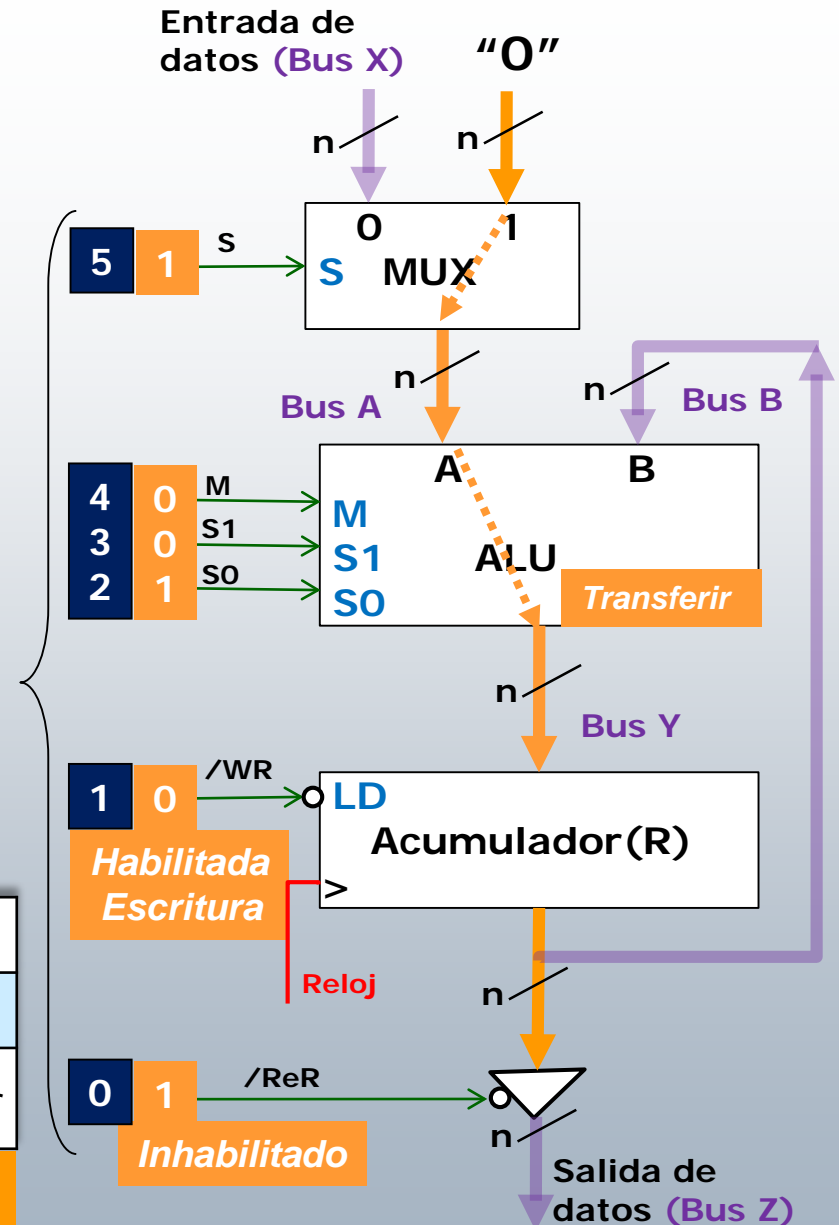 Entrada de
datos (Bus X)
“0”
n
n
0 1
5 1 S
S MUX
n
Bus A
n
Bus B
A B
4 0 M
M
3 0 S1
S1 ALU
2 1 S0
S0
Transferir
n
Bus Y
1 0 /WR
LD
Acumulador(R)
Habilitada
Escritura
>
Reloj
n
0 1 /ReR
Inhabilitado
n
Salida de
datos (Bus Z)